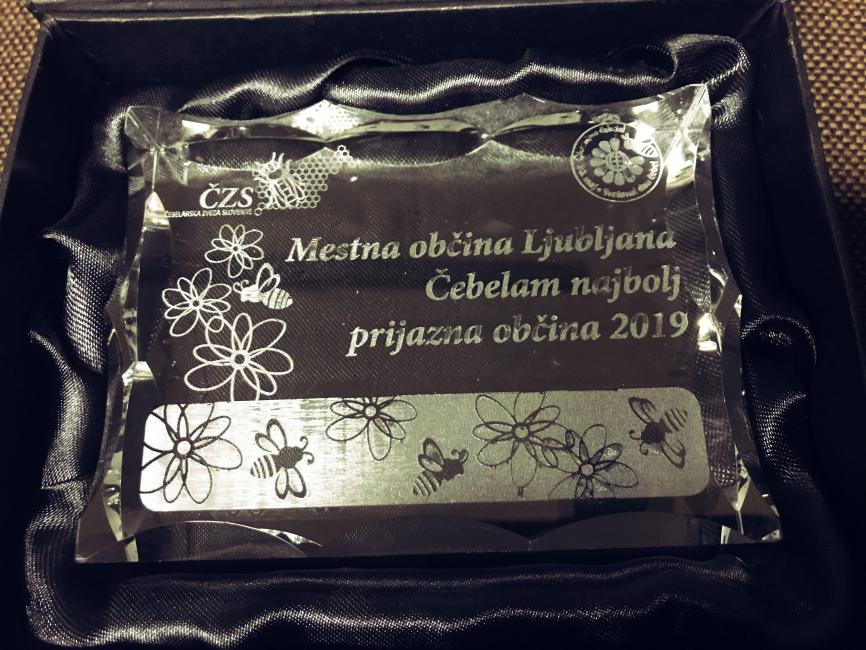 ČZS
ČEBELARSKA ZVEZA SLOVENIJE
Mestna občina Ljubljana
Čebelam najbolj
prijazna občina 2019